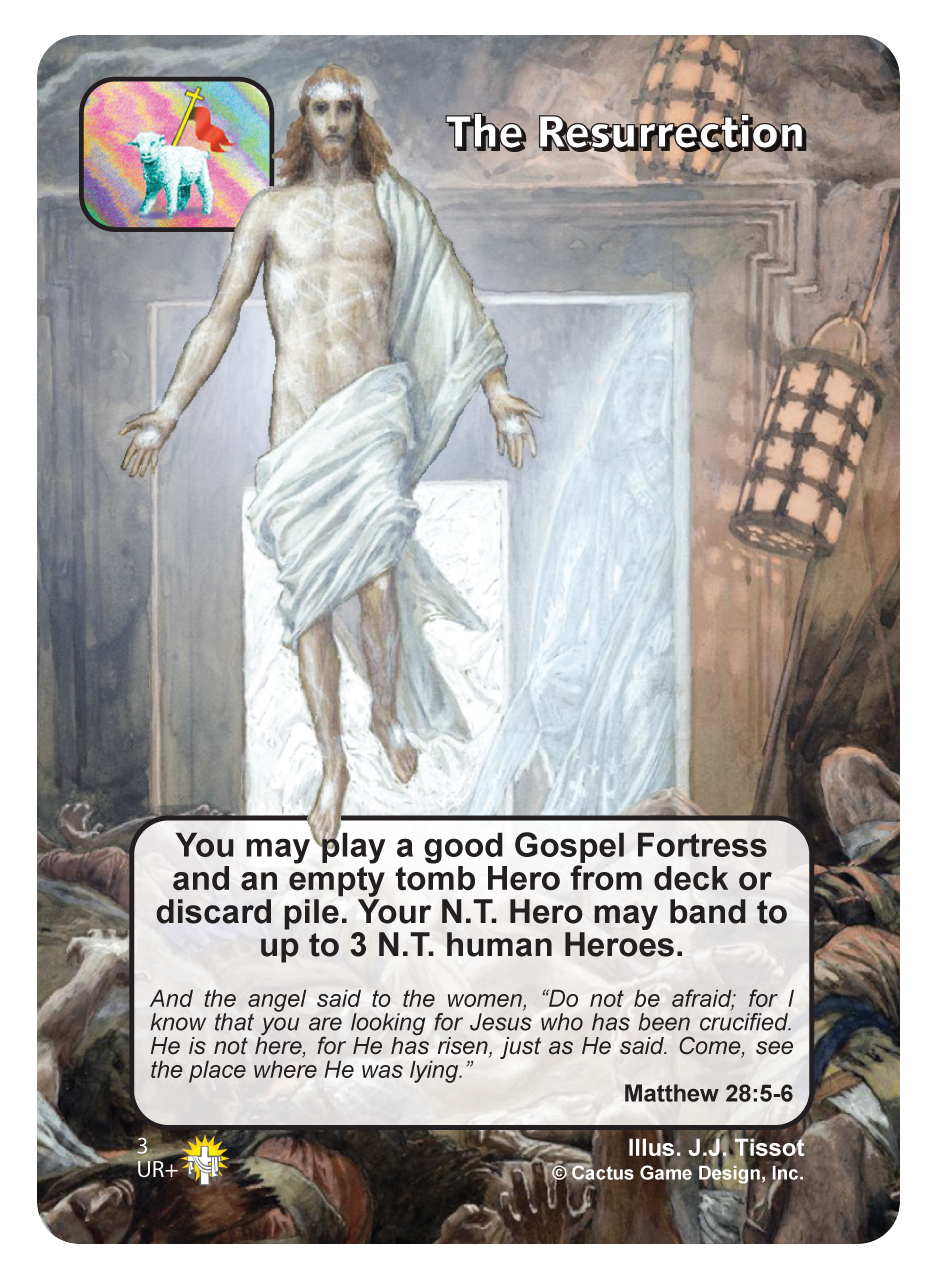 The Resurrection
You may play a good Gospel Fortress
and an empty tomb Hero from deck or
discard pile. Your N.T. Hero may band to
up to 3 N.T. human Heroes.
And the angel said to the women, “Do not be afraid; for I
know that you are looking for Jesus who has been crucified.
He is not here, for He has risen, just as He said. Come, see
the place where He was lying.”
Matthew 28:5-6
3
UR+
Illus. J.J. Tissot
© Cactus Game Design, Inc.